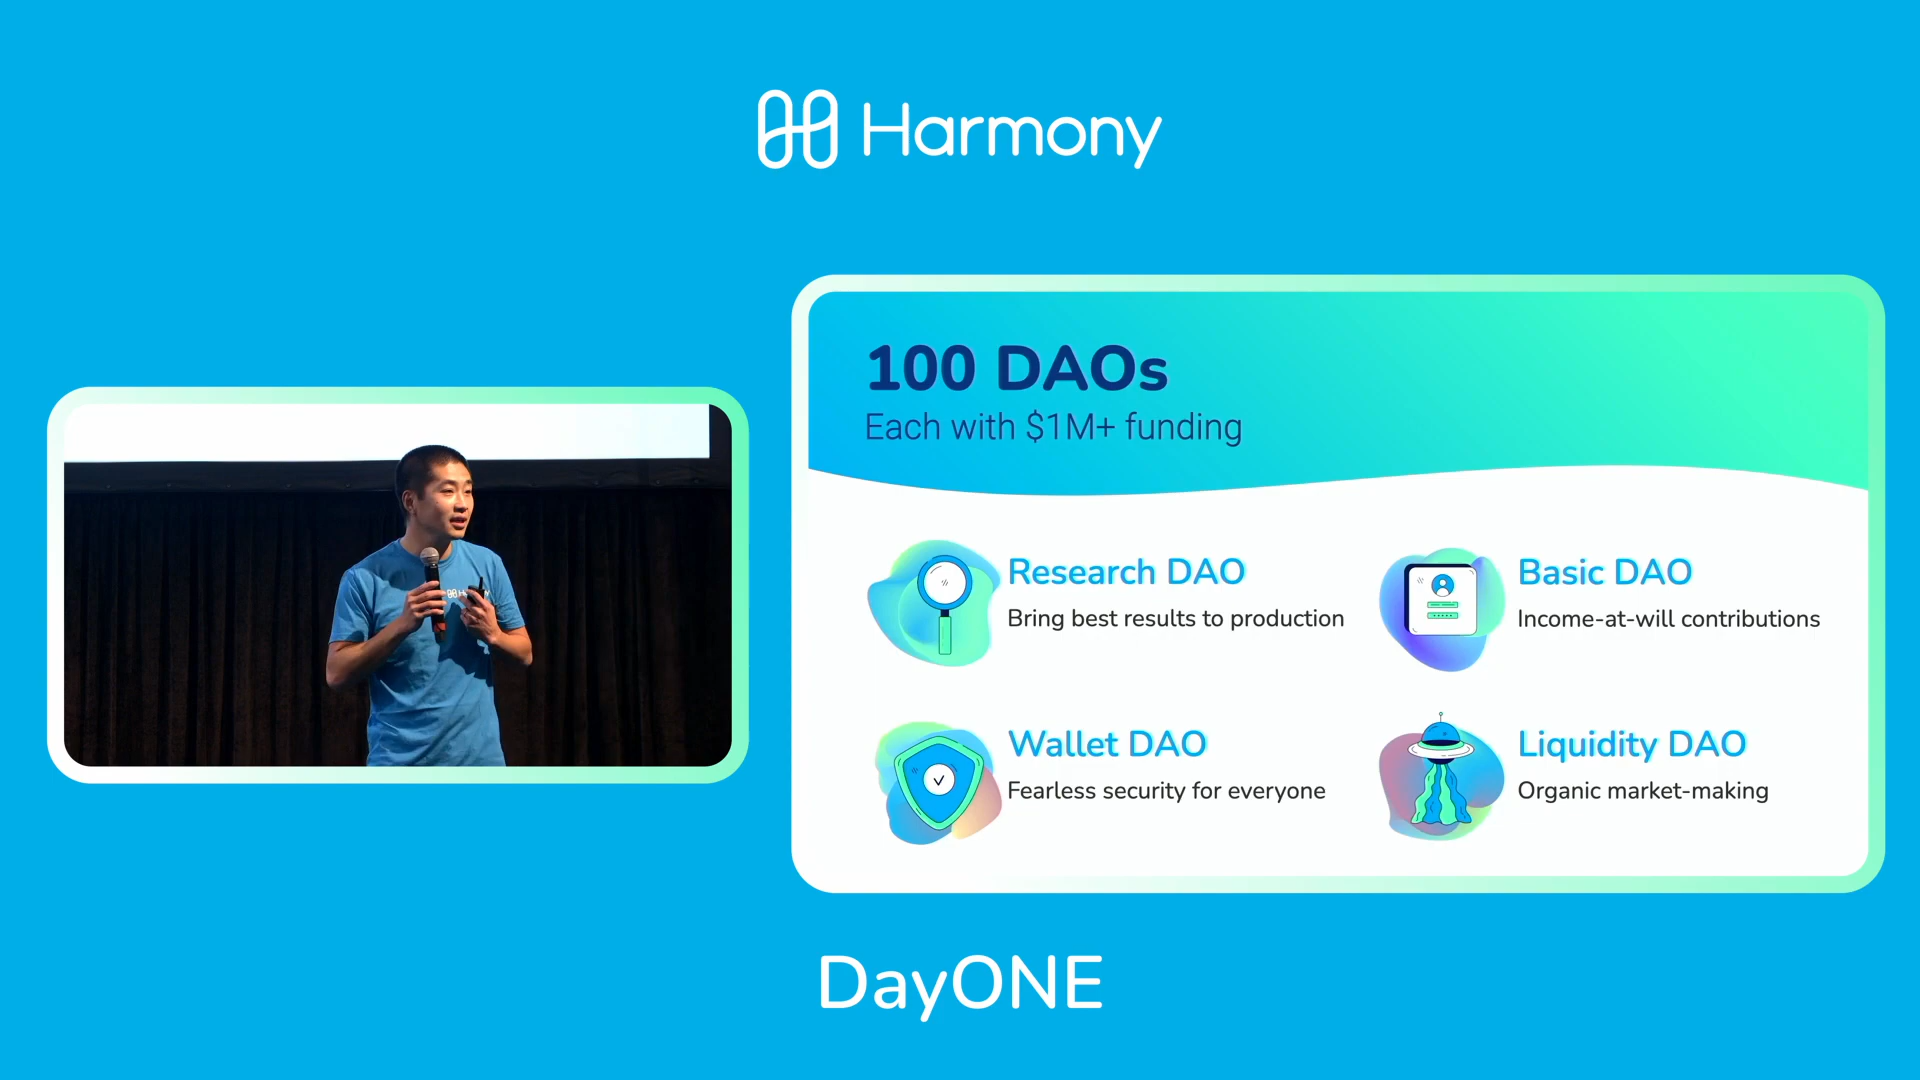 Harmony
100 DAOs
Each with $1M+ funding
Research DAO
Bring best results to production
Basic DAO
Income-at-will contributions
Wallet DAO
Fearless security for everyone
Liquidity DAO
Organic market-making
DayONE